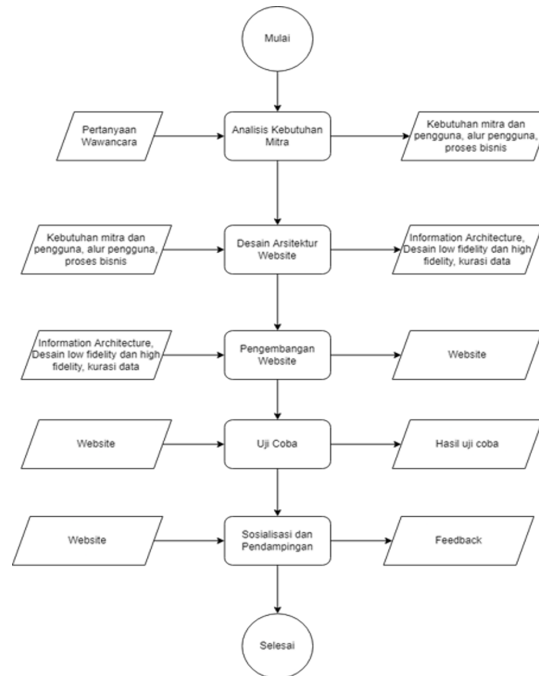 Mulai
Pertanyaan
Wawancara
Analisis Kebutuhan
Mitra
Kebutuhan mitra dan
pengguna, alur pengguna,
proses bisnis
Kebutuhan mitra dan
pengguna, alur pengguna,
proses bisnis
Desain Arsitektur
Website
Information Architecture,
Desain low fidelity dan high
fidelity, kurasi data
Information Architecture,
Desain low fidelity dan high
fidelity, kurasi data
Pengembangan
Website
Website
Website
Uji Coba
Hasil uji coba
Website
Sosialisasi dan
Pendampingan
Feedback
Selesai